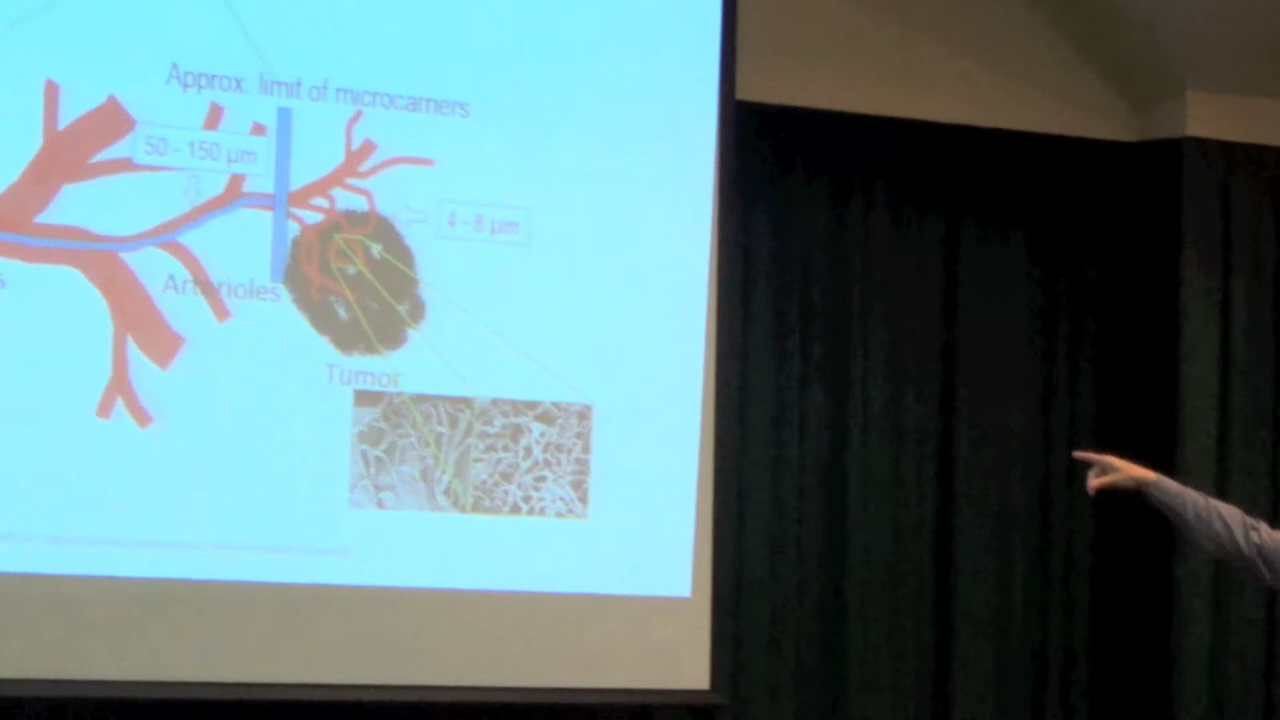 Approx. limit of microcarriers
50 - 150 µm
4 - 8 µm
Arterioles
Tumor